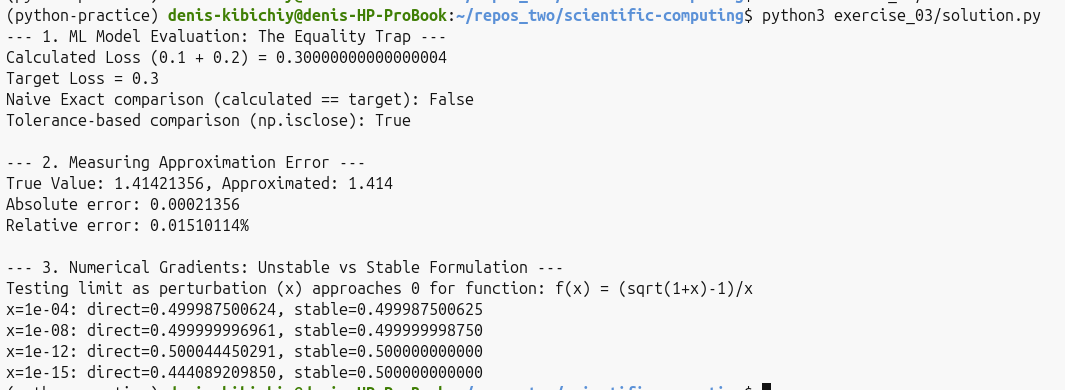 (python-practice) denis-kibichiy@denis-HP-ProBook:~/repos_two/scientific-computing$ python3 exercise_03/solution.py
--- 1. ML Model Evaluation: The Equality Trap ---
Calculated Loss (0.1 + 0.2) = 0.30000000000000004
Target Loss = 0.3
Naive Exact comparison (calculated == target): False
Tolerance-based comparison (np.isclose): True
--- 2. Measuring Approximation Error ---
True Value: 1.41421356, Approximated: 1.414
Absolute error: 0.00021356
Relative error: 0.01510114%
--- 3. Numerical Gradients: Unstable vs Stable Formulation ---
Testing limit as perturbation (x) approaches 0 for function: f(x) = (sqrt(1+x)-1)/x
x=1e-04: direct=0.499987500624, stable=0.499987500625
x=1e-08: direct=0.499999996961, stable=0.499999998750
x=1e-12: direct=0.500044450291, stable=0.500000000000
x=1e-15: direct=0.444089209850, stable=0.500000000000